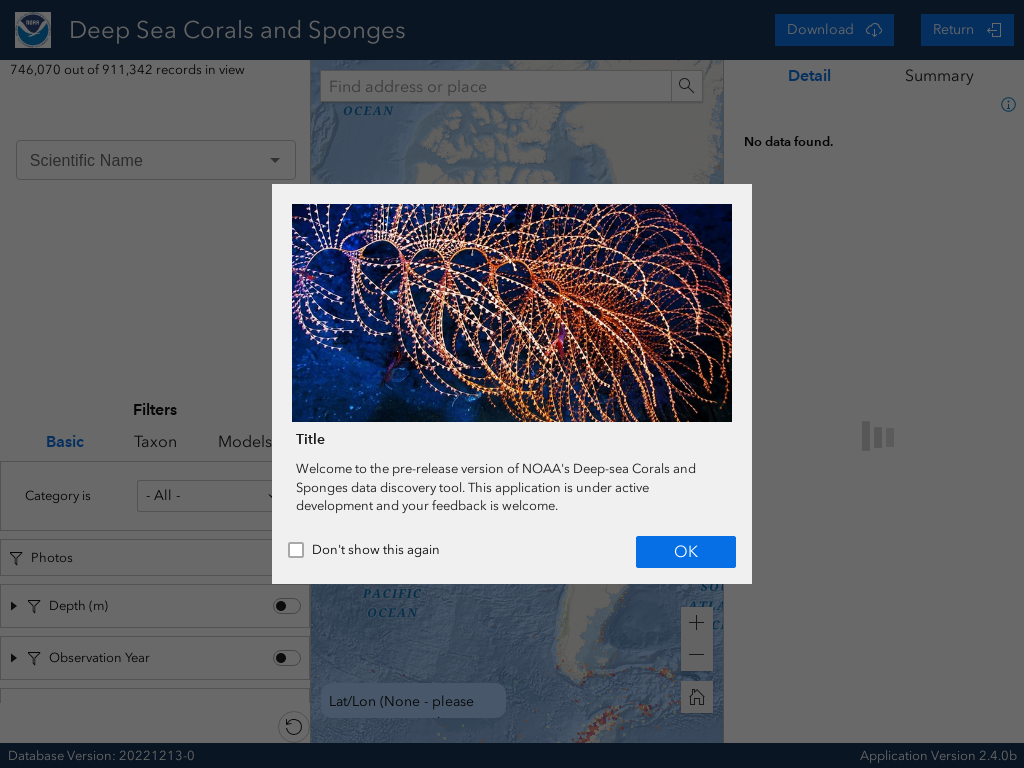 NOAA
Deep Sea Corals and Sponges
Download
Return
746,070 out of 911,342 records in view
Find address or place
Detail
Summary
OCEAN
No data found.
Scientific Name
Filters
Basic
Taxon
Models
Title
Category is
- All -
Welcome to the pre-release version of NOAA's Deep-sea Corals and
Sponges data discovery tool. This application is under active
development and your feedback is welcome.
Photos
Don't show this again
OK
Depth (m)
PACIFIC
OCEAN
Observation Year
Lat/Lon (None - please
Database Version: 20221213-0
Application Version 2.4.0b